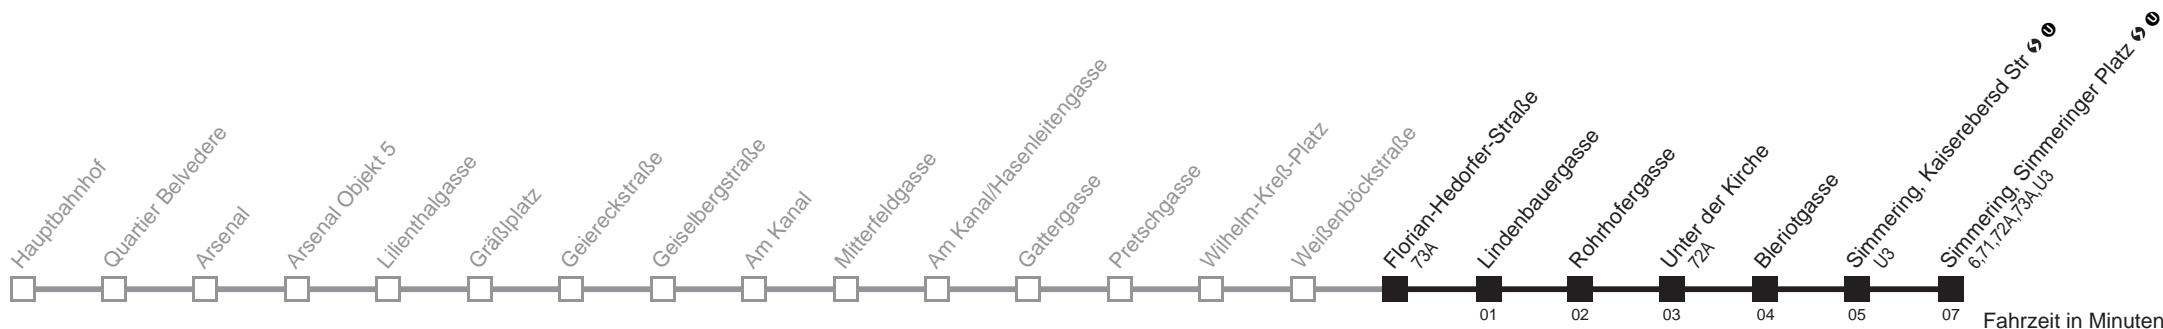 Hauptbahnhof
Quartier Belvedere
Arsenal
Arsenal Objekt 5
Lilienthalgasse
Gräßlplatz
Geiereckstraße
Geiselbergstraße
Am Kanal
Mitterfeldgasse
Am Kanal/Hasenleitengasse
Gattergasse
Pretschgasse
Wilhelm-Kreß-Platz
Weißenböckstraße
Florian-Hedorfer-Straße
73A
Lindenbauergasse
Rohrhofergasse
Unter der Kirche
72A
Bleriotgasse
Simmering, Kaiserebersd Str S U
U3
Simmering, Simmeringer Platz S U
6,71,72A,73A,U3
01 02 03 04 05 07 Fahrzeit in Minuten